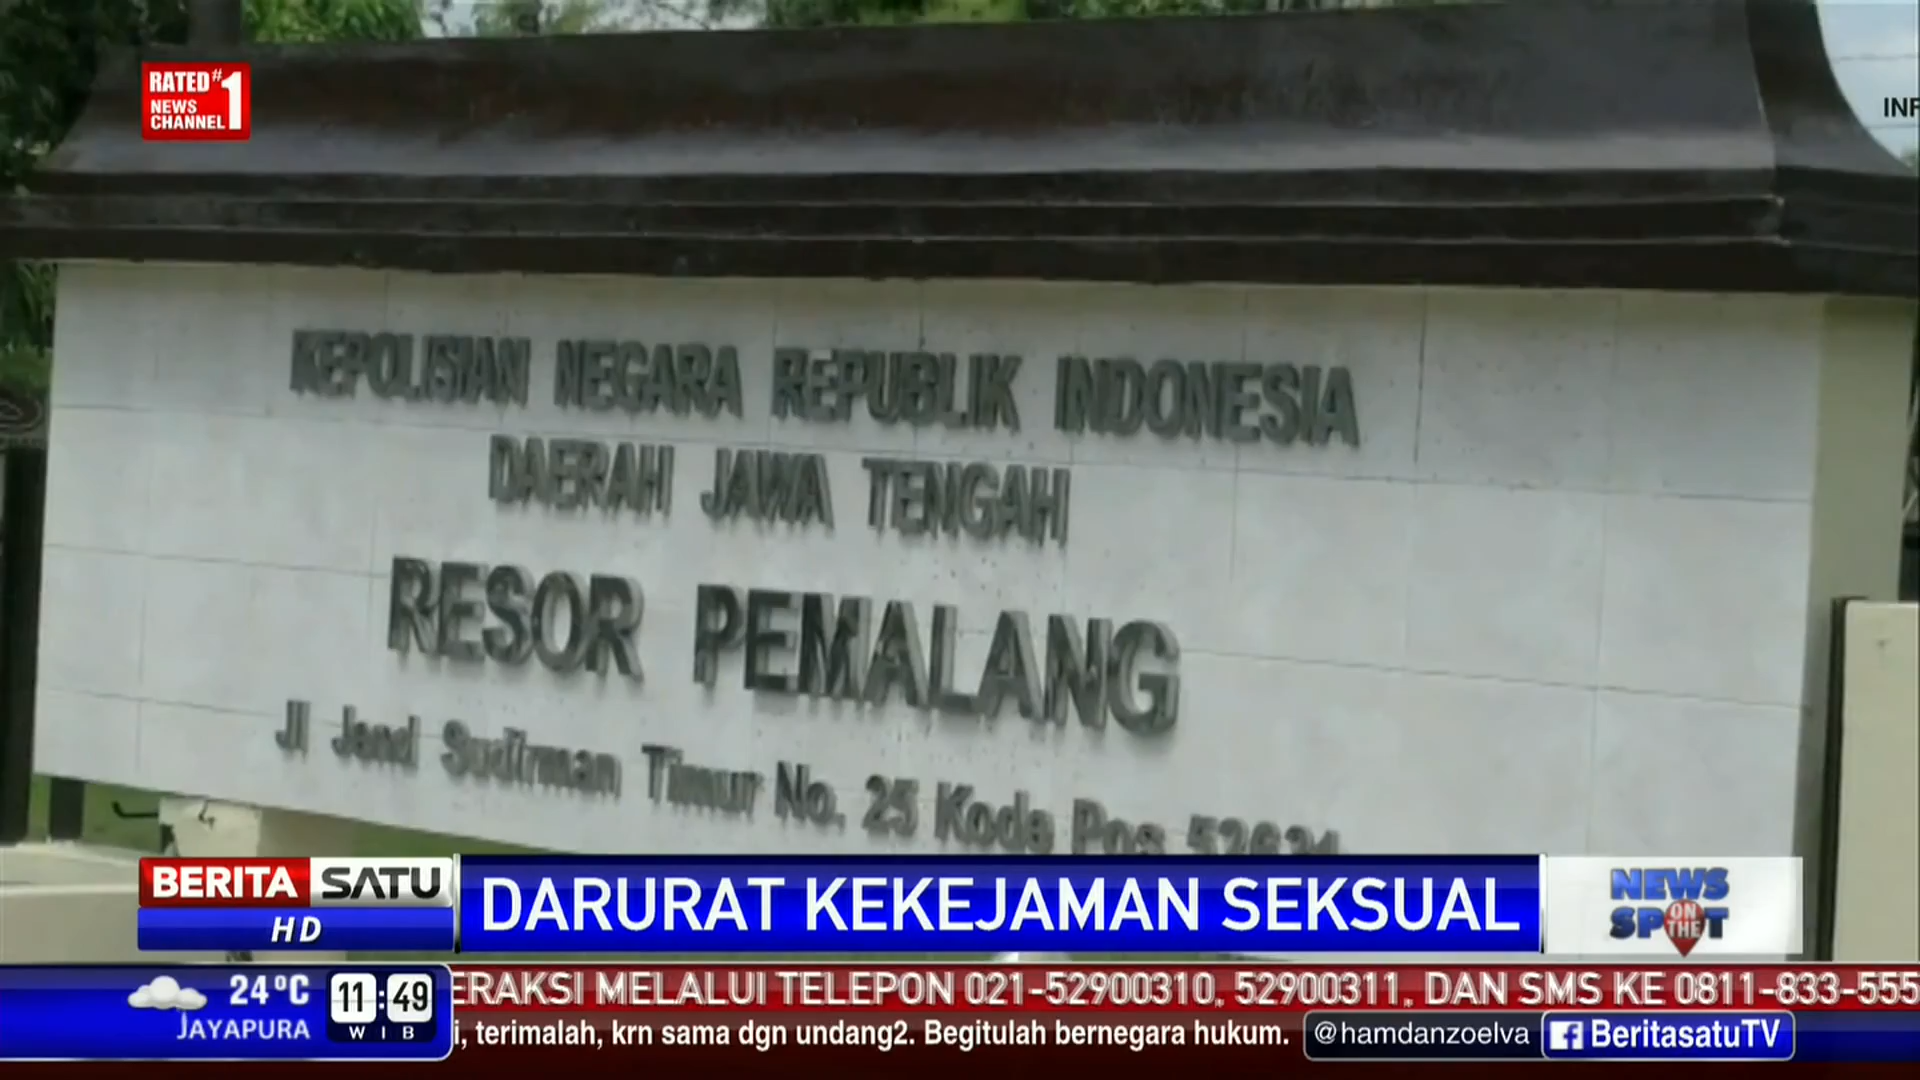 RATED #1
NEWS
CHANNEL
INF
KEPOLISIAN NEGARA REPUBLIK INDONESIA
DAERAH JAWA TENGAH
RESOR PEMALANG
Jl Jend Sudirman Timur No. 25 Kode Pos
BERITA SATU
HD
DARURAT KEKEJAMAN SEKSUAL
NEWS
ON THE
SPOT
24°C
JAYAPURA
11:49
WIB
ERAKSI MELALUI TELEPON 021-52900310, 52900311, DAN SMS KE 0811-833-555
i, terimalah, krn sama dgn undang2. Begitulah bernegara hukum.
@hamdanzoelva
BeritasatuTV